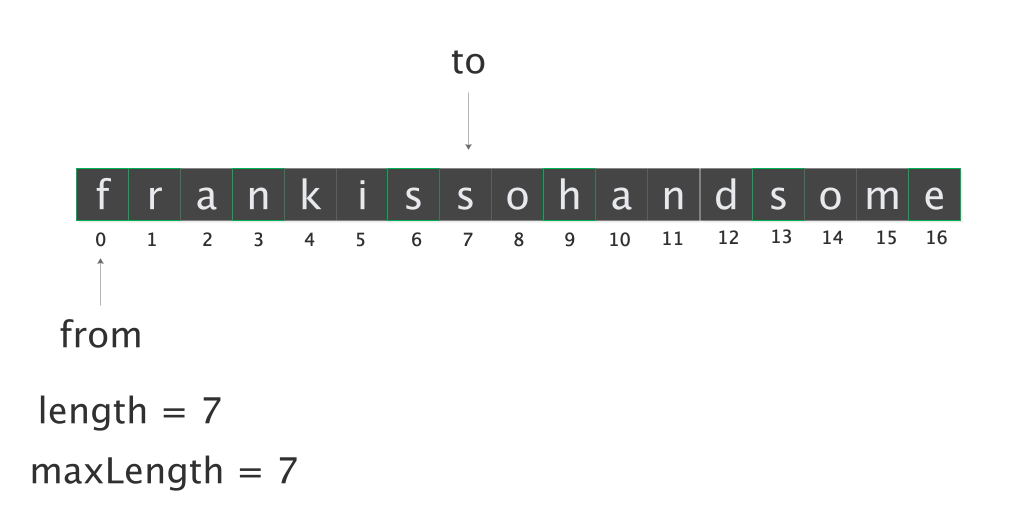 to
f r a n k i s s o h a n d s o m e
0 1 2 3 4 5 6 7 8 9 10 11 12 13 14 15 16
from
length = 7
maxLength = 7